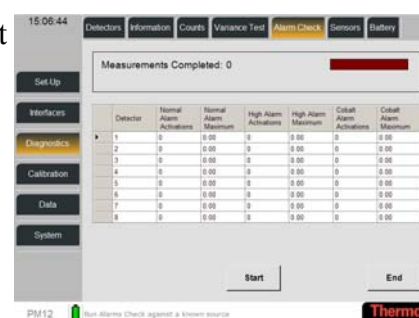 t
15:06:44
Detectors Information Counts Variance Test Alarm Check Sensors Battery
Measurements Completed: 0
Set Up
Interfaces
Diagnostics
Calibration
Data
System
Detector Normal Alarm Activations Normal Alarm Maximum High Alarm Activations High Alarm Maximum Cobalt Alarm Activations Cobalt Alarm Maximum
1 0 0.00 0 0.00 0 0.00
2 0 0.00 0 0.00 0 0.00
3 0 0.00 0 0.00 0 0.00
4 0 0.00 0 0.00 0 0.00
5 0 0.00 0 0.00 0 0.00
6 0 0.00 0 0.00 0 0.00
7 0 0.00 0 0.00 0 0.00
8 0 0.00 0 0.00 0 0.00
Start End
PM12 Run Alarms Check against a known source Thermo